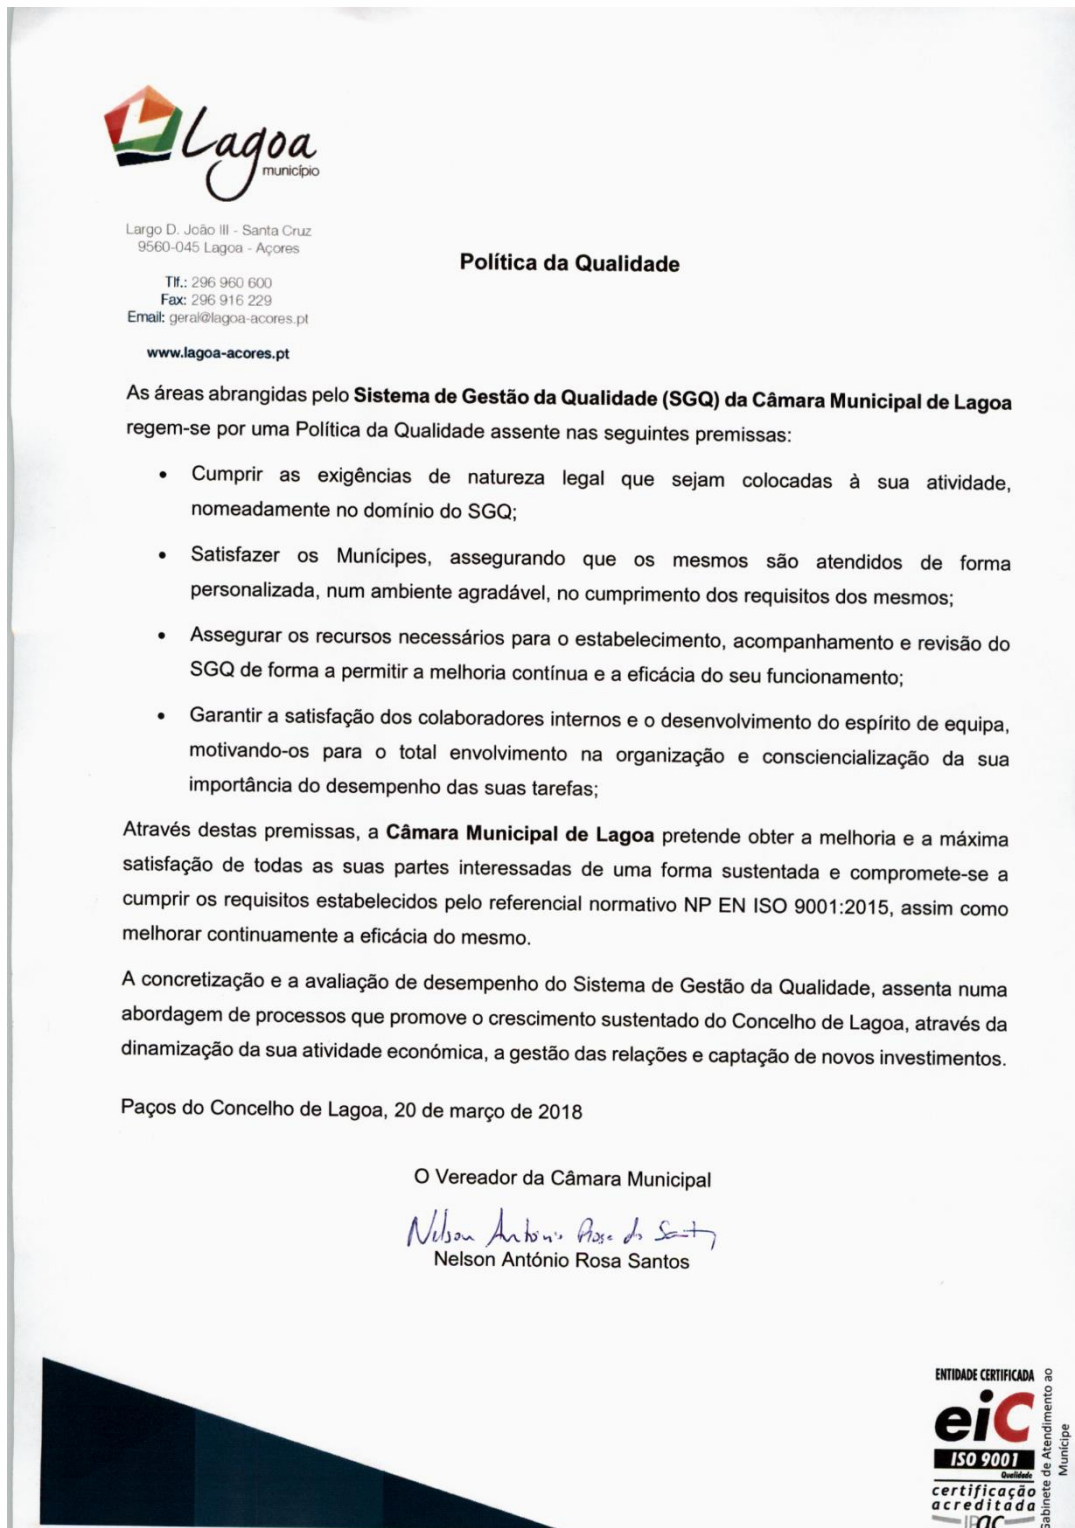 Lagoa
município
Largo D. João III - Santa Cruz
9560-045 Lagoa - Açores
Tlf.: 296 960 600
Fax: 296 916 229
Email: geral@lagoa-acores.pt
www.lagoa-acores.pt
Política da Qualidade
As áreas abrangidas pelo Sistema de Gestão da Qualidade (SGQ) da Câmara Municipal de Lagoa
regem-se por uma Política da Qualidade assente nas seguintes premissas:
• Cumprir as exigências de natureza legal que sejam colocadas à sua atividade,
nomeadamente no domínio do SGQ;
• Satisfazer os Munícipes, assegurando que os mesmos são atendidos de forma
personalizada, num ambiente agradável, no cumprimento dos requisitos dos mesmos;
• Assegurar os recursos necessários para o estabelecimento, acompanhamento e revisão do
SGQ de forma a permitir a melhoria contínua e a eficácia do seu funcionamento;
• Garantir a satisfação dos colaboradores internos e o desenvolvimento do espírito de equipa,
motivando-os para o total envolvimento na organização e consciencialização da sua
importância do desempenho das suas tarefas;
Através destas premissas, a Câmara Municipal de Lagoa pretende obter a melhoria e a máxima
satisfação de todas as suas partes interessadas de uma forma sustentada e compromete-se a
cumprir os requisitos estabelecidos pelo referencial normativo NP EN ISO 9001:2015, assim como
melhorar continuamente a eficácia do mesmo.
A concretização e a avaliação de desempenho do Sistema de Gestão da Qualidade, assenta numa
abordagem de processos que promove o crescimento sustentado do Concelho de Lagoa, através da
dinamização da sua atividade económica, a gestão das relações e captação de novos investimentos.
Paços do Concelho de Lagoa, 20 de março de 2018
O Vereador da Câmara Municipal
Nelson António Rosa do Santos
Nelson António Rosa Santos
ENTIDADE CERTIFICADA
eiC
ISO 9001
Qualidade
certificação
acreditada
IPAC
Gabinete de Atendimento ao
Munícipe